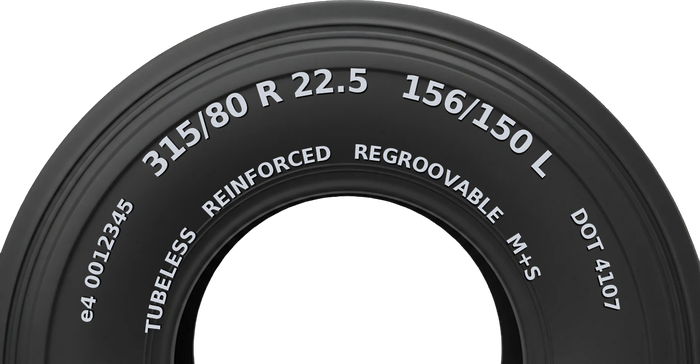 315/80 R 22.5 156/150 L
e4 0012345
TUBELESS REINFORCED REGROOVABLE M+S
DOT 4107